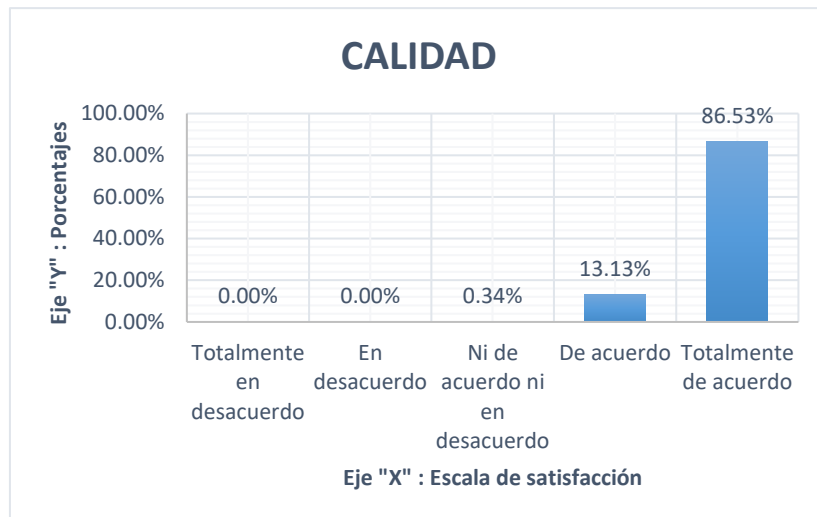 CALIDAD
Eje "Y" : Porcentajes
100.00%
80.00%
60.00%
40.00%
20.00%
0.00%
0.00%
0.00%
0.34%
13.13%
86.53%
Totalmente
en
desacuerdo
En
desacuerdo
Ni de
acuerdo ni
en
desacuerdo
De acuerdo
Totalmente
de acuerdo
Eje "X" : Escala de satisfacción